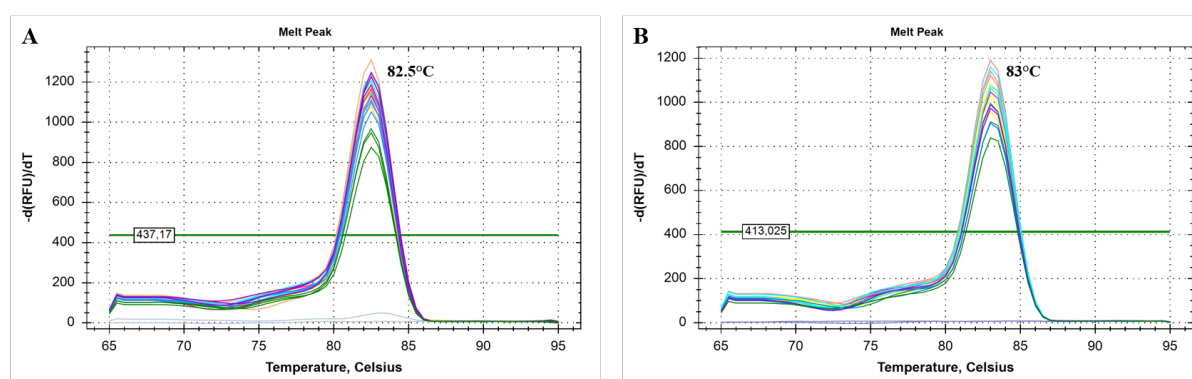 A
Melt Peak
82.5°C
1200
1000
800
600
400
200
0
437,17
-d(RFU)/dT
65 70 75 80 85 90 95
Temperature, Celsius
B
Melt Peak
83°C
1200
1000
800
600
400
200
0
413,025
-d(RFU)/dT
65 70 75 80 85 90 95
Temperature, Celsius